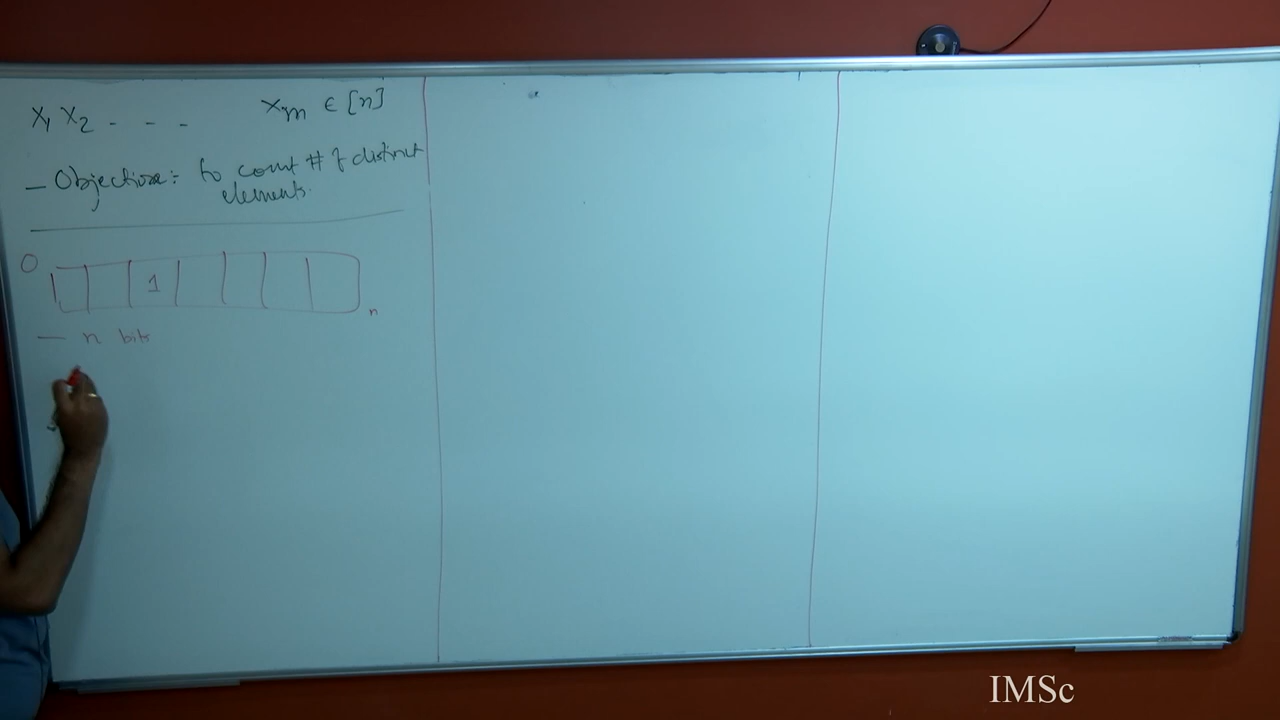 X₁ X₂ - - - Xm ∈ [n]
— Objective:- to count # of distinct
elements.
0
1
n
— n bits
IMSc